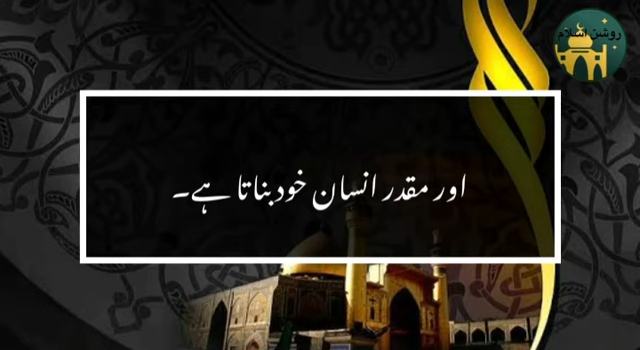 روشن اسلام
اور مقدر انسان خود بناتا ہے۔